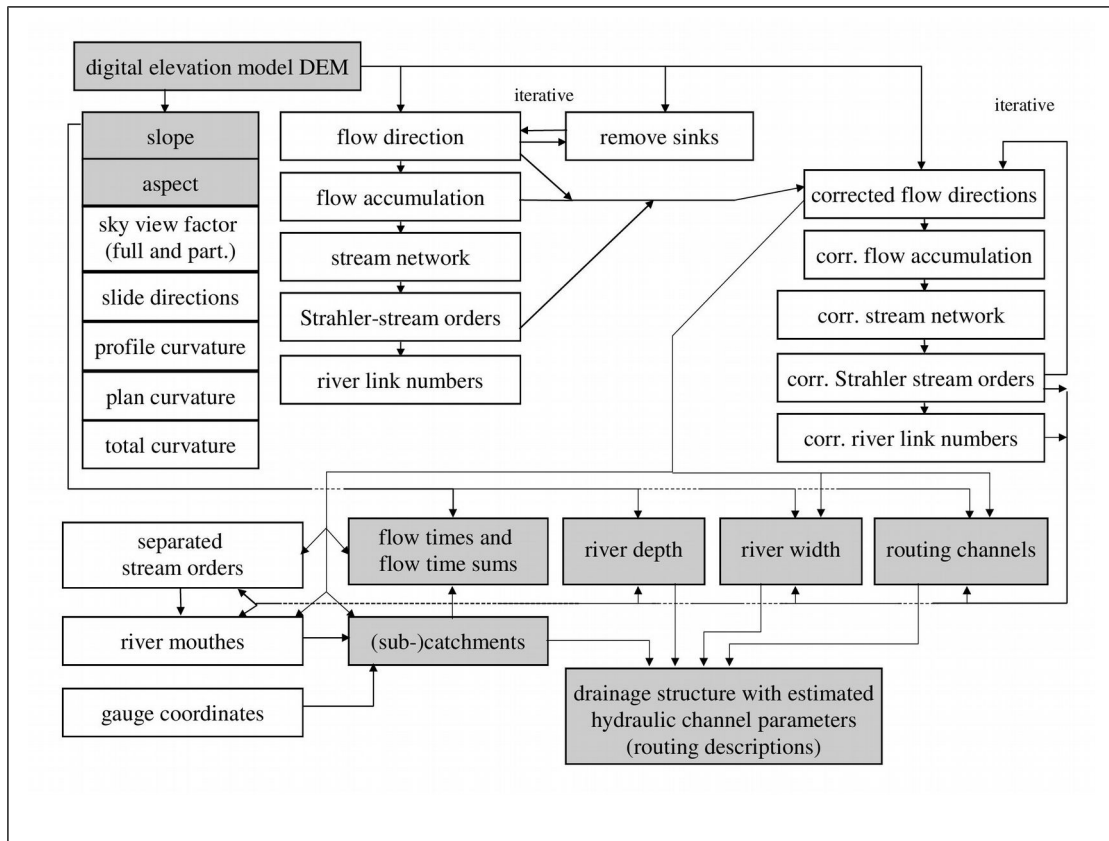 digital elevation model DEM
iterative
iterative
slope
aspect
sky view factor
(full and part.)
slide directions
profile curvature
plan curvature
total curvature
flow direction
remove sinks
flow accumulation
stream network
Strahler-stream orders
river link numbers
corrected flow directions
corr. flow accumulation
corr. stream network
corr. Strahler stream orders
corr. river link numbers
separated
stream orders
flow times and
flow time sums
river depth
river width
routing channels
river mouthes
(sub-)catchments
gauge coordinates
drainage structure with estimated
hydraulic channel parameters
(routing descriptions)